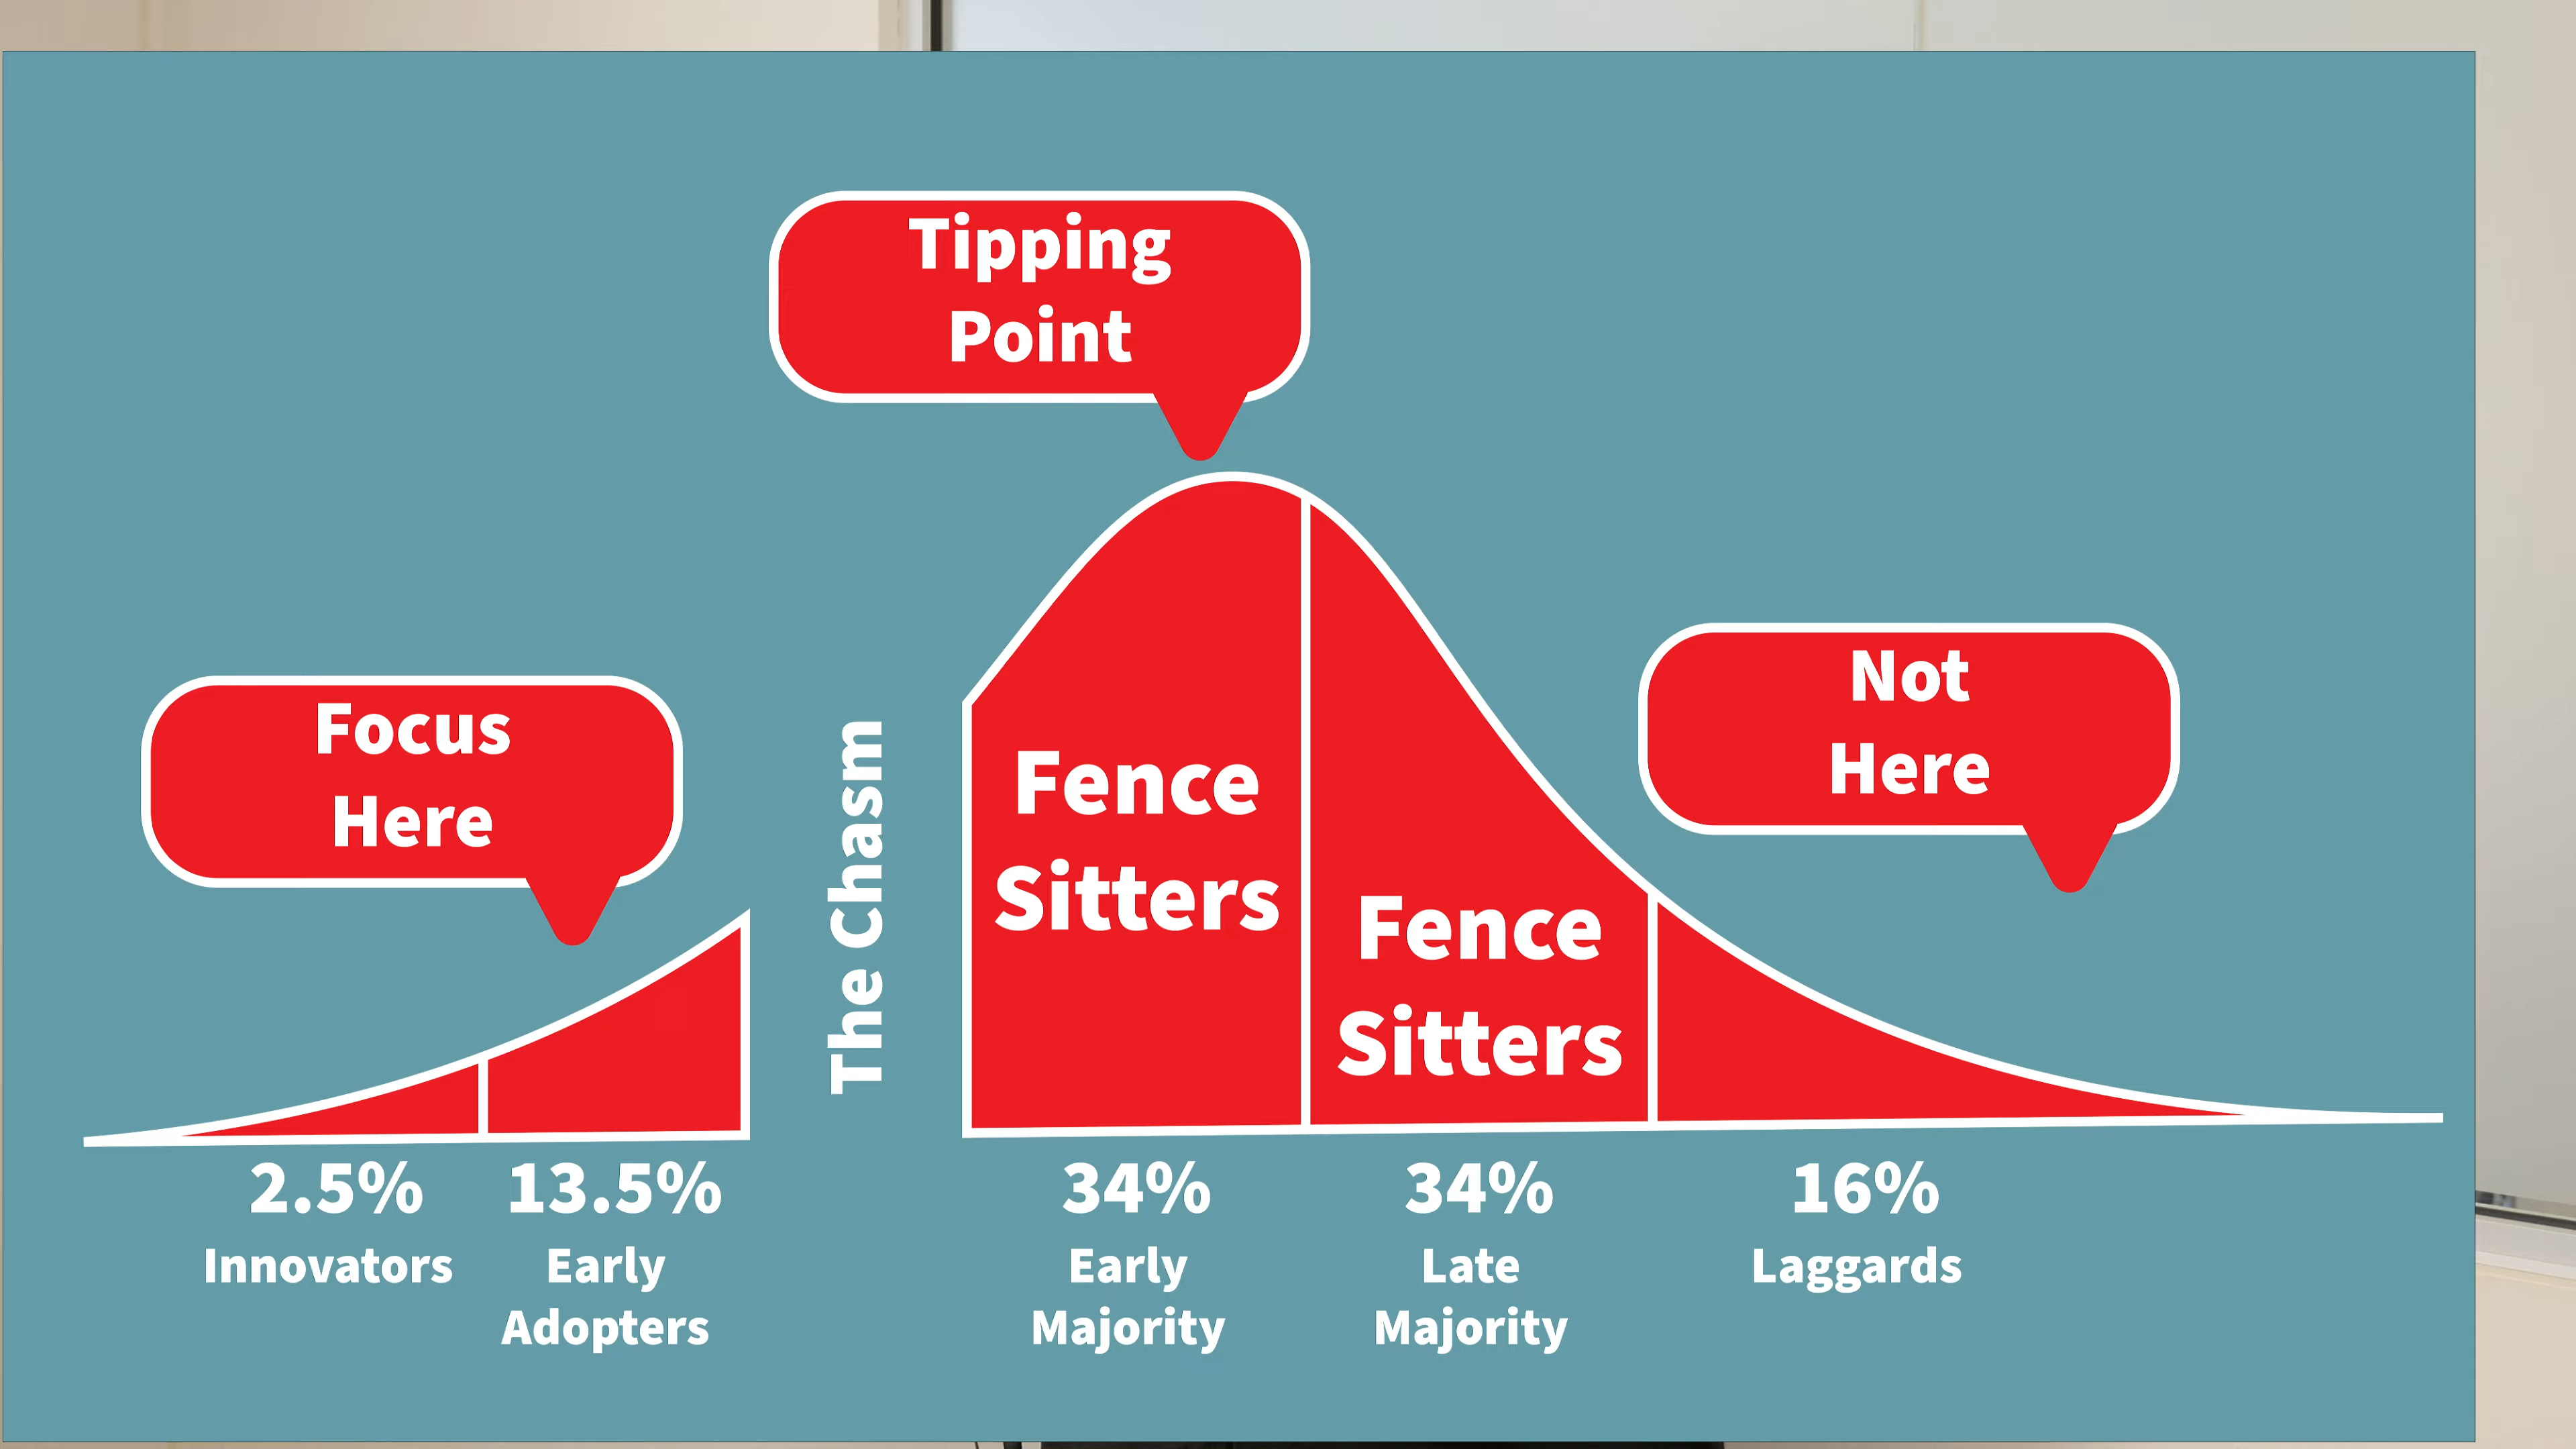 Tipping
Point
Focus
Here
Not
Here
The Chasm
Fence
Sitters
Fence
Sitters
2.5%
Innovators
13.5%
Early
Adopters
34%
Early
Majority
34%
Late
Majority
16%
Laggards